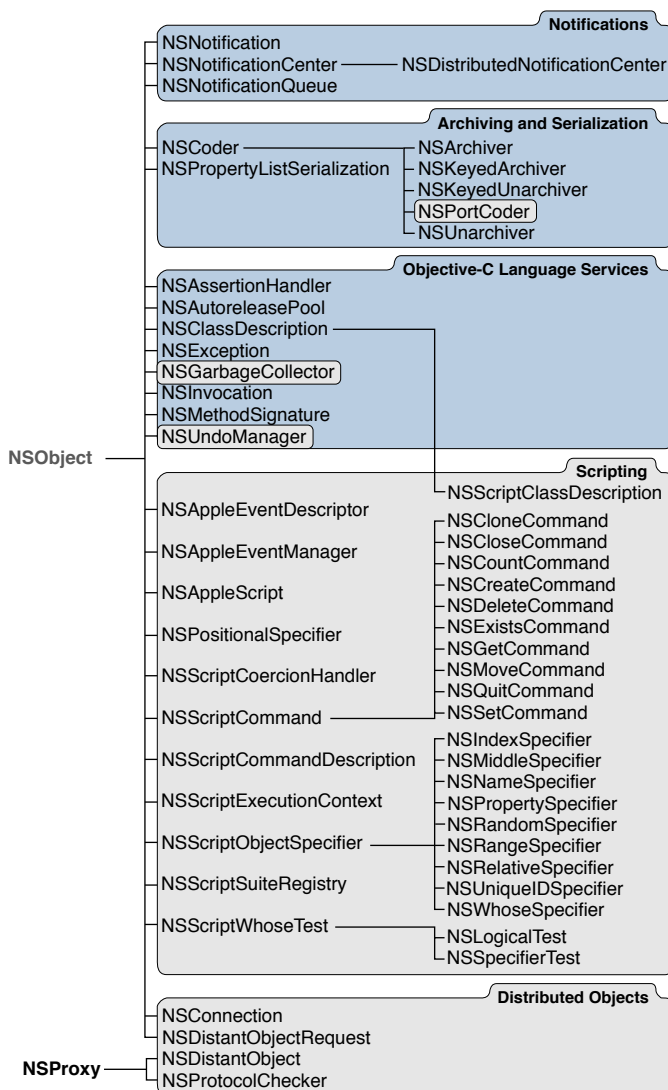 Notifications
NSNotification
NSNotificationCenter NSDistributedNotificationCenter
NSNotificationQueue
Archiving and Serialization
NSCoder NSArchiver
NSPropertyListSerialization NSKeyedArchiver
NSKeyedUnarchiver
NSPortCoder
NSUnarchiver
Objective-C Language Services
NSAssertionHandler
NSAutoreleasePool
NSClassDescription
NSException
NSGarbageCollector
NSInvocation
NSMethodSignature
NSUndoManager
NSObject
Scripting
NSScriptClassDescription
NSAppleEventDescriptor
NSCloneCommand
NSCloseCommand
NSAppleEventManager
NSCountCommand
NSCreateCommand
NSAppleScript
NSDeleteCommand
NSExistsCommand
NSPositionalSpecifier
NSGetCommand
NSMoveCommand
NSScriptCoercionHandler
NSQuitCommand
NSScriptCommand NSSetCommand
NSIndexSpecifier
NSScriptCommandDescription NSMiddleSpecifier
NSNameSpecifier
NSScriptExecutionContext NSPropertySpecifier
NSRandomSpecifier
NSScriptObjectSpecifier NSRangeSpecifier
NSRelativeSpecifier
NSScriptSuiteRegistry NSUniqueIDSpecifier
NSWhoseSpecifier
NSScriptWhoseTest
NSLogicalTest
NSSpecifierTest
Distributed Objects
NSConnection
NSDistantObjectRequest
NSProxy NSDistantObject
NSProtocolChecker